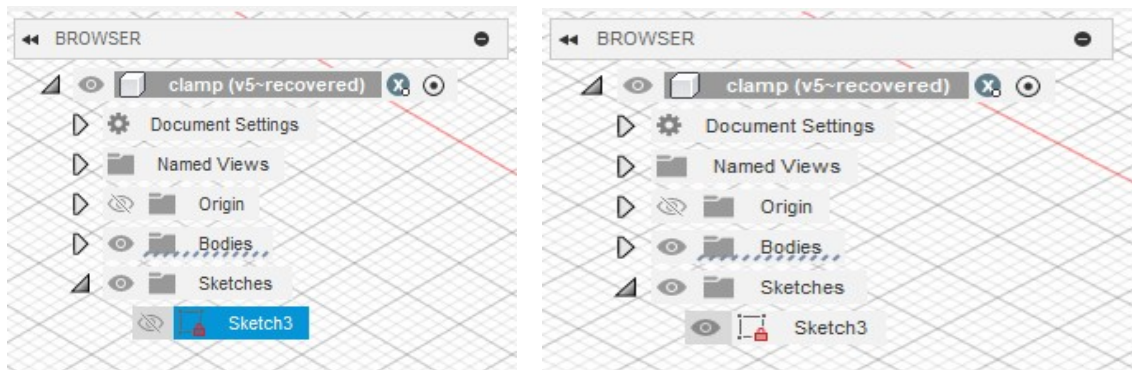 BROWSER
clamp (v5~recovered)
Document Settings
Named Views
Origin
Bodies
Sketches
Sketch3
BROWSER
clamp (v5~recovered)
Document Settings
Named Views
Origin
Bodies
Sketches
Sketch3